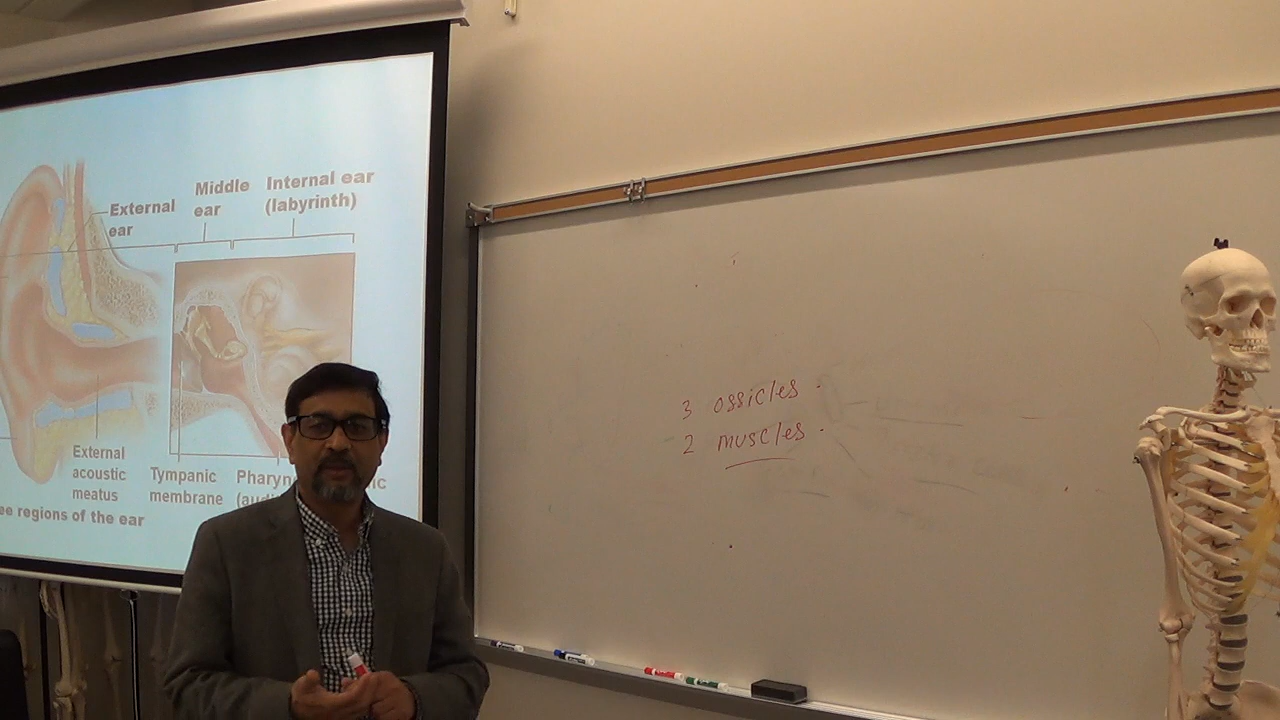 Middle
ear
Internal ear
(labyrinth)
External
ear
External
acoustic
meatus
Tympanic
membrane
regions of the ear
3 ossicles.
2 muscles.